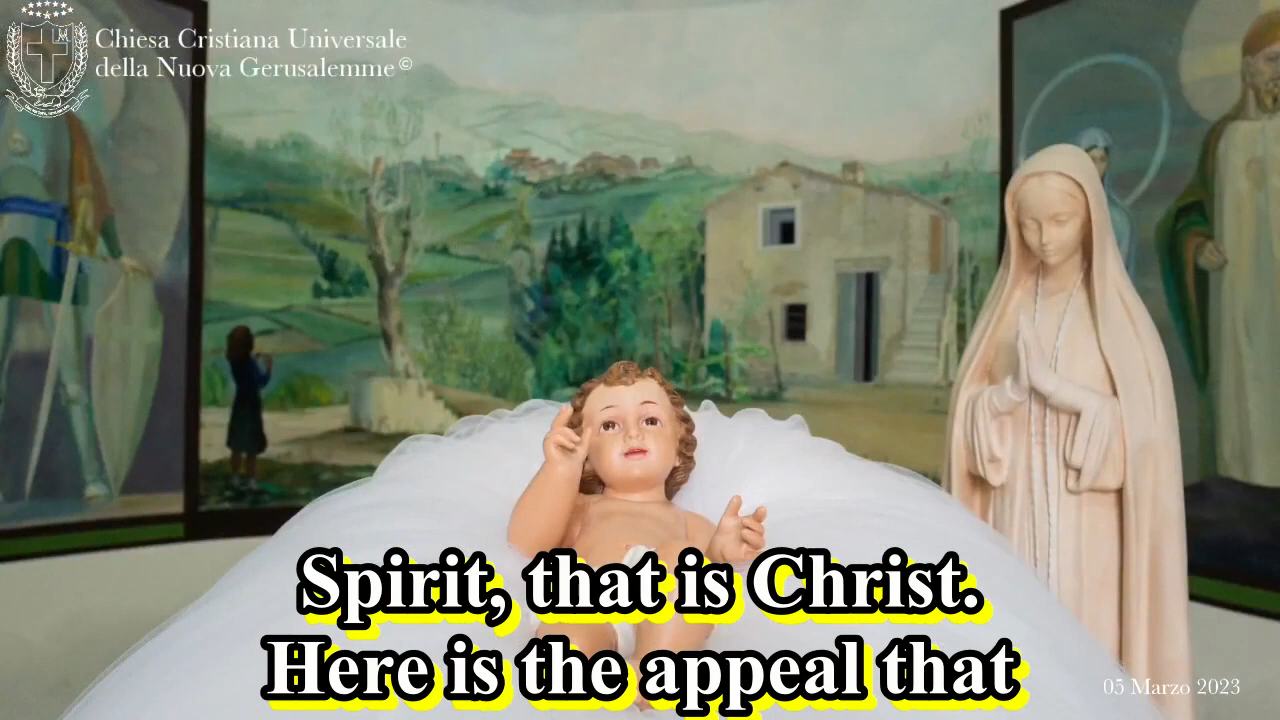 Chiesa Cristiana Universale
della Nuova Gerusalemme©
Spirit, that is Christ.
Here is the appeal that
05 Marzo 2023